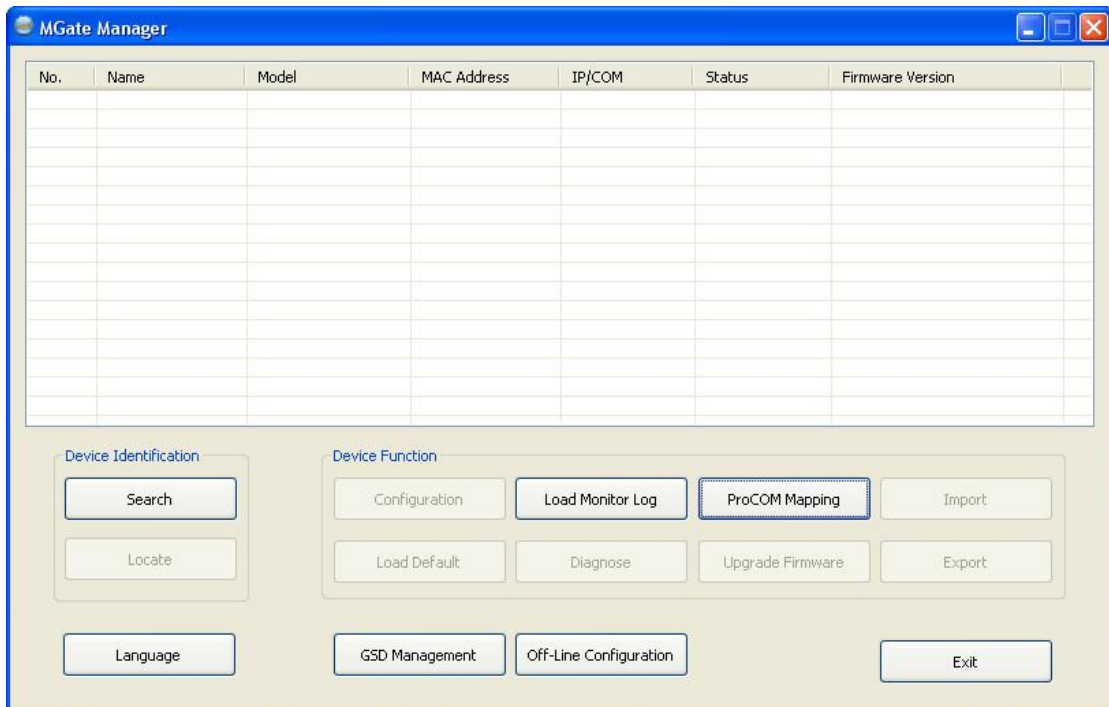 MGate Manager
No. Name Model MAC Address IP/COM Status Firmware Version
Device Identification Device Function
Search Configuration Load Monitor Log ProCOM Mapping Import
Locate Load Default Diagnose Upgrade Firmware Export
Language GSD Management Off-Line Configuration Exit